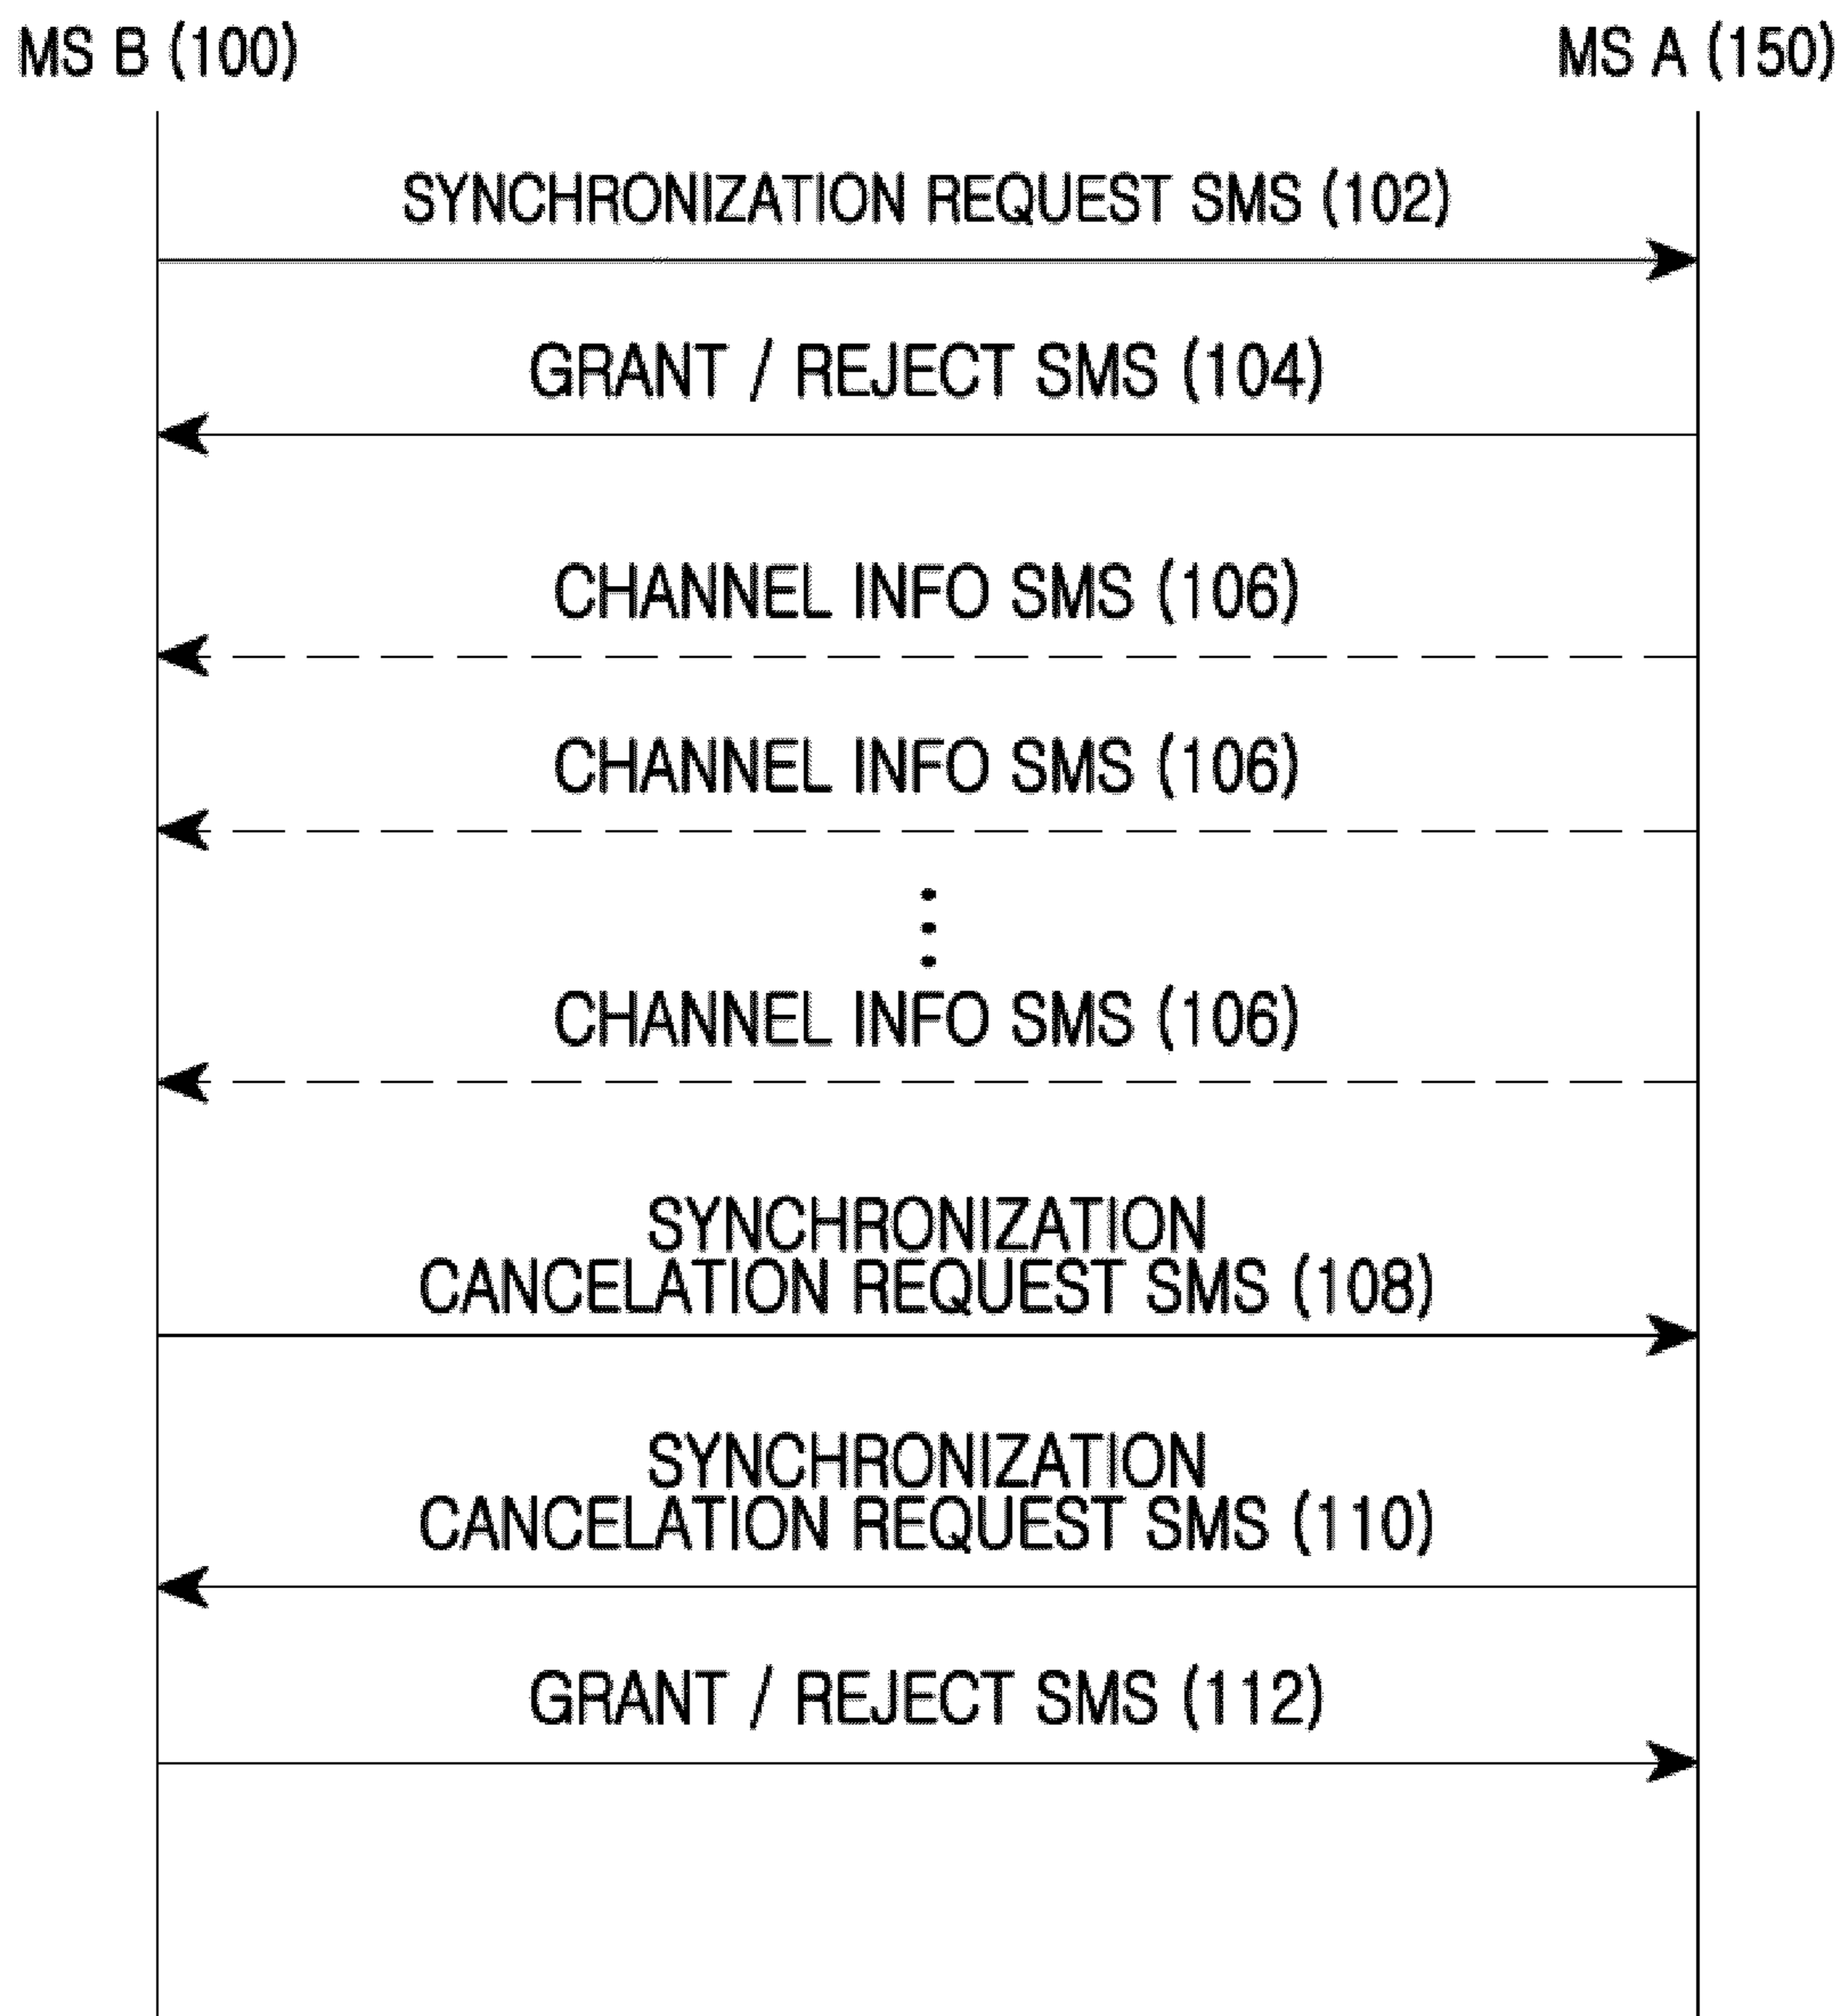 MS B (100)
MS A (150)
SYNCHRONIZATION REQUEST SMS (102)
GRANT / REJECT SMS (104)
CHANNEL INFO SMS (106)
CHANNEL INFO SMS (106)
CHANNEL INFO SMS (106)
SYNCHRONIZATION
CANCELATION REQUEST SMS (108)
SYNCHRONIZATION
CANCELATION REQUEST SMS (110)
GRANT / REJECT SMS (112)